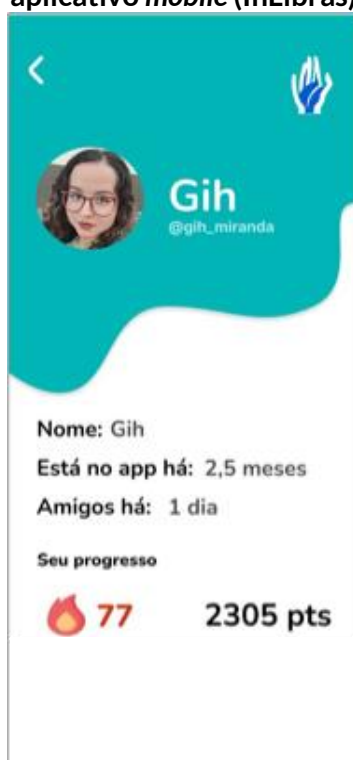 aplicativo mobile (InLibras)
Gih
@gih_miranda
Nome: Gih
Está no app há: 2,5 meses
Amigos há: 1 dia
Seu progresso
77
2305 pts